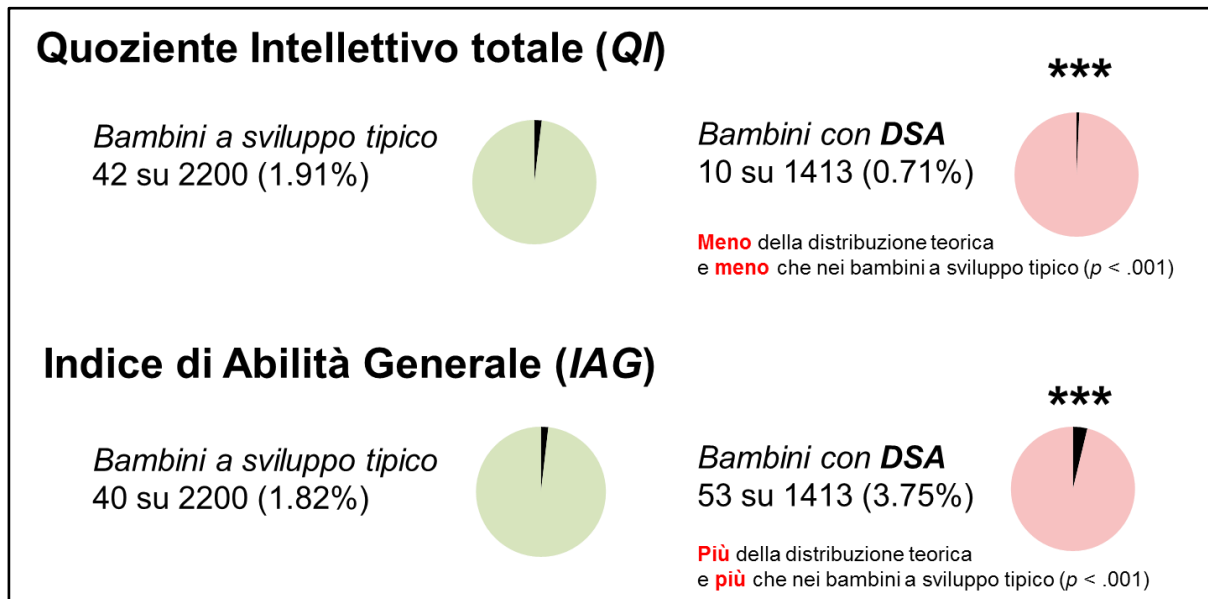 Quoziente Intellettivo totale (QI)
***
Bambini a sviluppo tipico
42 su 2200 (1.91%)
Bambini con DSA
10 su 1413 (0.71%)
Meno della distribuzione teorica
e meno che nei bambini a sviluppo tipico (p < .001)
Indice di Abilità Generale (IAG)
***
Bambini a sviluppo tipico
40 su 2200 (1.82%)
Bambini con DSA
53 su 1413 (3.75%)
Più della distribuzione teorica
e più che nei bambini a sviluppo tipico (p < .001)